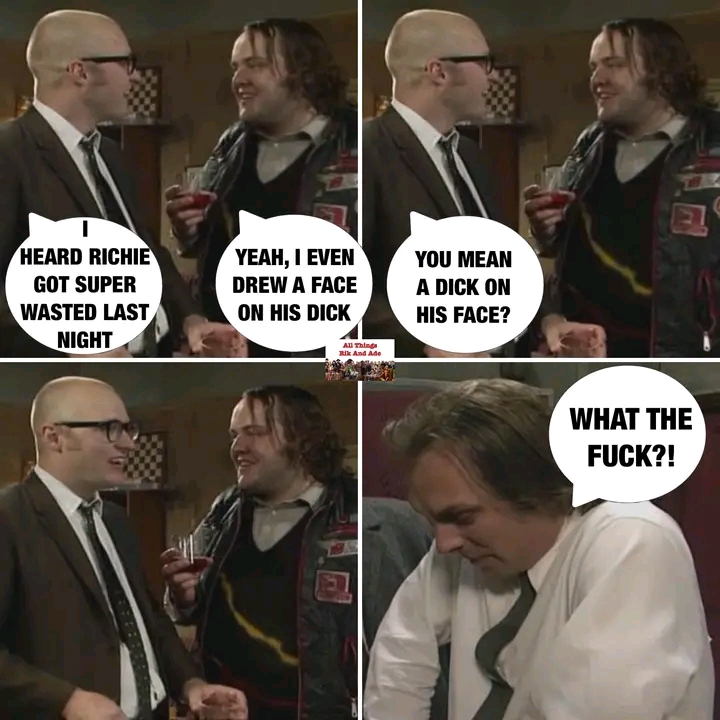 I
HEARD RICHIE
GOT SUPER
WASTED LAST
NIGHT
YEAH, I EVEN
DREW A FACE
ON HIS DICK
YOU MEAN
A DICK ON
HIS FACE?
All Things
Rik And Ade
WHAT THE
FUCK?!